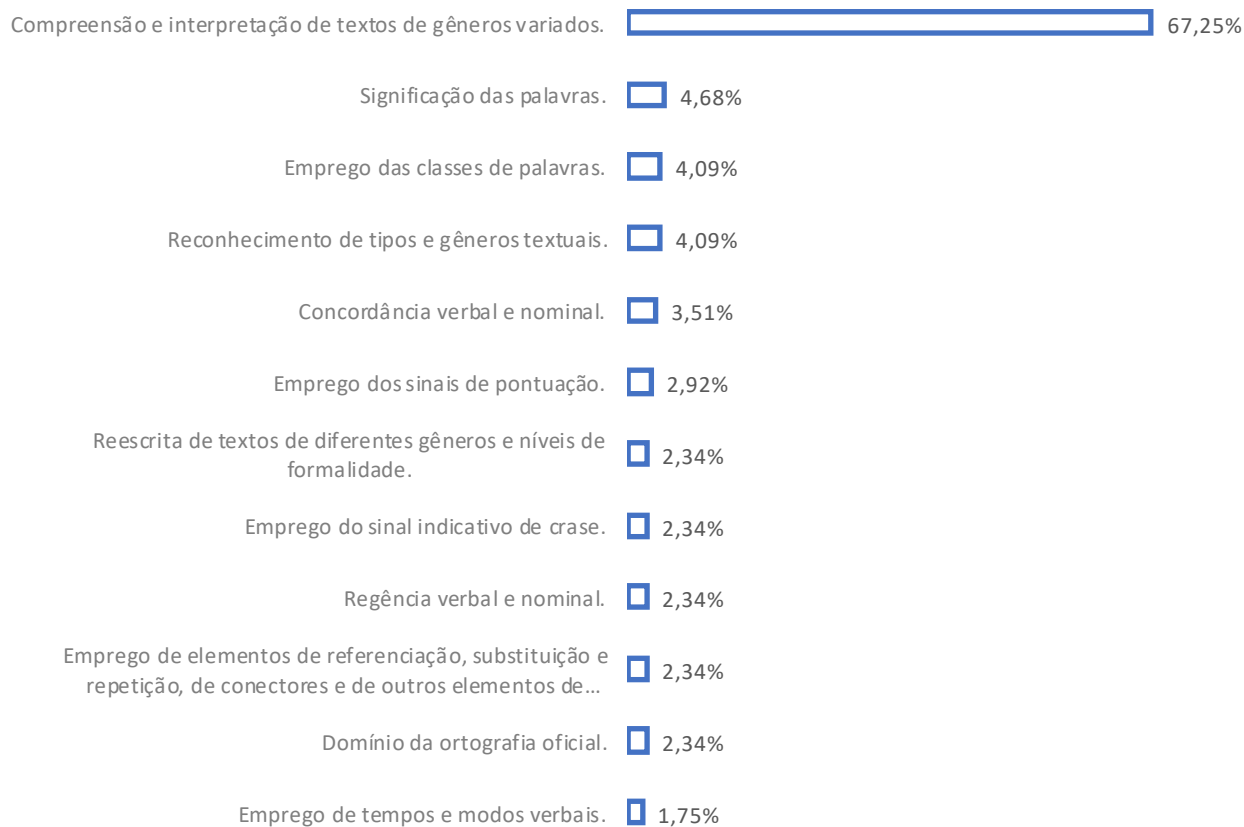 Compreensão e interpretação de textos de gêneros variados. 67,25%
Significação das palavras. 4,68%
Emprego das classes de palavras. 4,09%
Reconhecimento de tipos e gêneros textuais. 4,09%
Concordância verbal e nominal. 3,51%
Emprego dos sinais de pontuação. 2,92%
Reescrita de textos de diferentes gêneros e níveis de
formalidade. 2,34%
Emprego do sinal indicativo de crase. 2,34%
Regência verbal e nominal. 2,34%
Emprego de elementos de referenciação, substituição e
repetição, de conectores e de outros elementos de... 2,34%
Domínio da ortografia oficial. 2,34%
Emprego de tempos e modos verbais. 1,75%